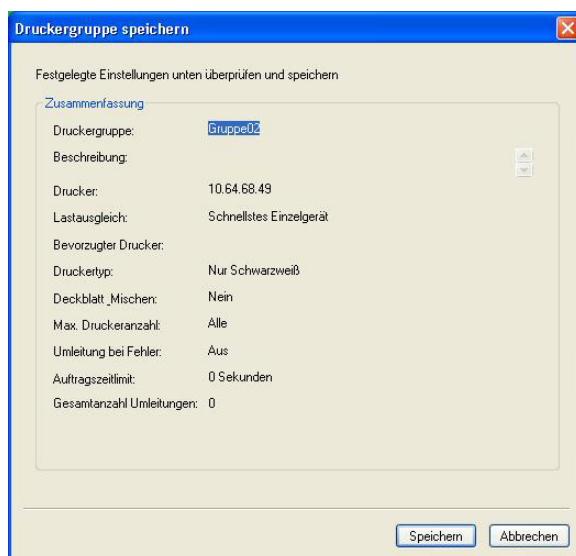 Druckergruppe speichern
Festgelegte Einstellungen unten überprüfen und speichern
Zusammenfassung
Druckergruppe: Gruppe02
Beschreibung:
Drucker: 10.64.68.49
Lastausgleich: Schnellstes Einzelgerät
Bevorzugter Drucker:
Druckertyp: Nur Schwarzweiß
Deckblatt_Mischen: Nein
Max. Druckeranzahl: Alle
Umleitung bei Fehler: Aus
Auftragszeitlimit: 0 Sekunden
Gesamtanzahl Umleitungen: 0
Speichern Abbrechen